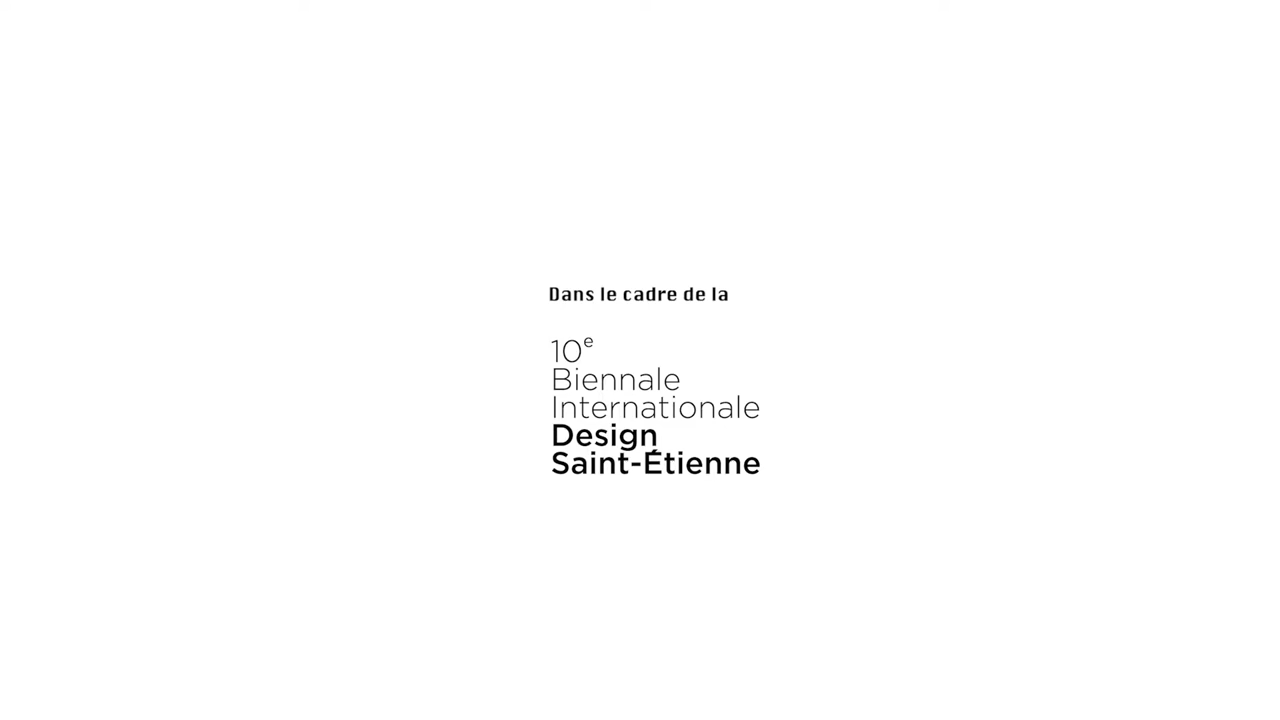 Dans le cadre de la
10e
Biennale
Internationale
Design
Saint-Étienne